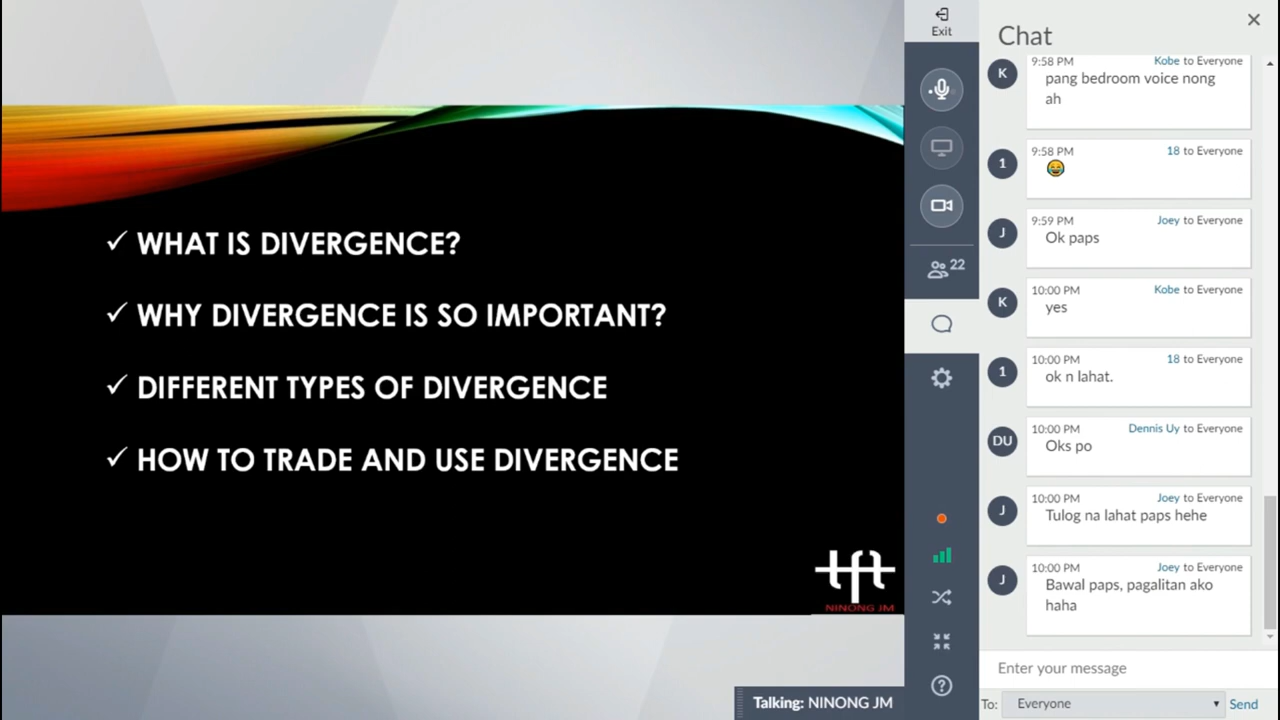 ✓ WHAT IS DIVERGENCE?
✓ WHY DIVERGENCE IS SO IMPORTANT?
✓ DIFFERENT TYPES OF DIVERGENCE
✓ HOW TO TRADE AND USE DIVERGENCE
tft
NINONG JM
Talking: NINONG JM
Exit
22
Chat
K
9:58 PM Kobe to Everyone
pang bedroom voice nong
ah
1
9:58 PM 18 to Everyone
😂
J
9:59 PM Joey to Everyone
Ok paps
K
10:00 PM Kobe to Everyone
yes
1
10:00 PM 18 to Everyone
ok n lahat.
DU
10:00 PM Dennis Uy to Everyone
Oks po
J
10:00 PM Joey to Everyone
Tulog na lahat paps hehe
J
10:00 PM Joey to Everyone
Bawal paps, pagalitan ako
haha
Enter your message
To: Everyone Send